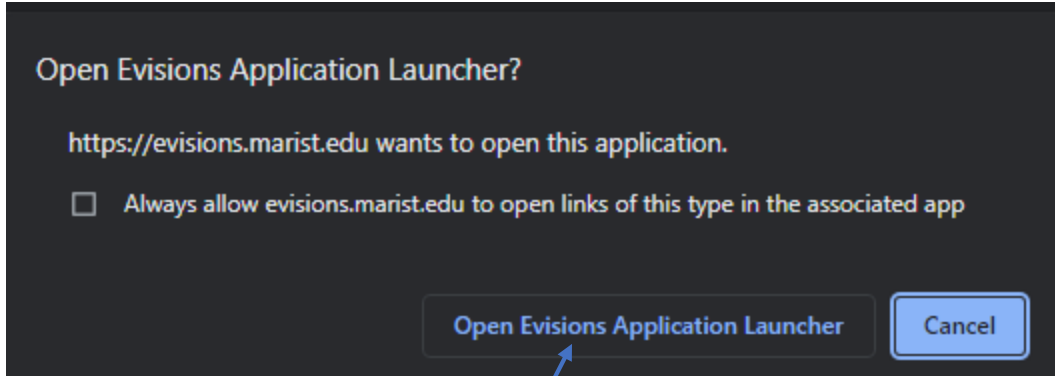 Open Evisions Application Launcher?
https://evisions.marist.edu wants to open this application.
Always allow evisions.marist.edu to open links of this type in the associated app
Open Evisions Application Launcher
Cancel